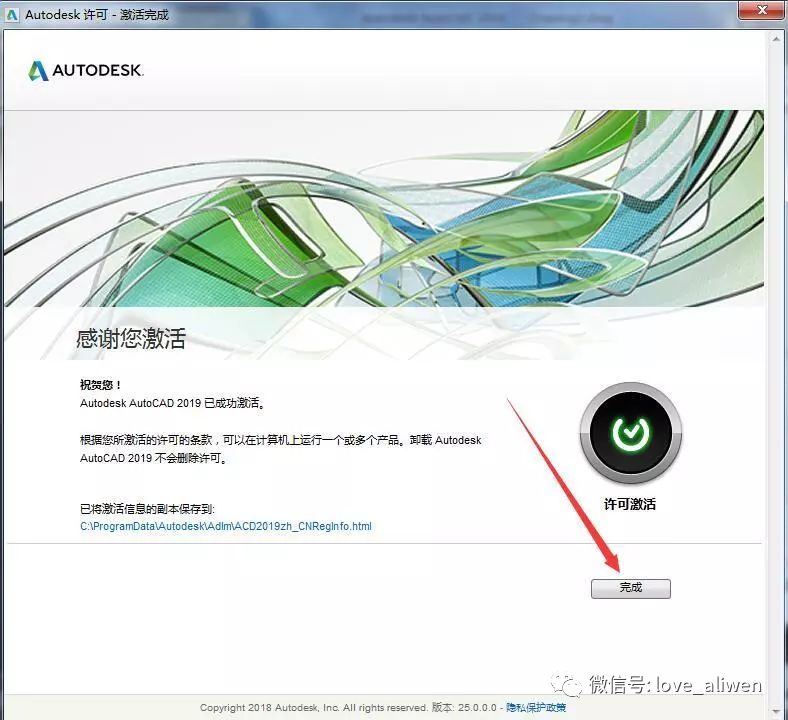 Autodesk 许可 - 激活完成
AUTODESK.
感谢您激活
祝贺您！
Autodesk AutoCAD 2019 已成功激活。
根据您所激活的许可的条款，可以在计算机上运行一个或多个产品。卸载 Autodesk
AutoCAD 2019 不会删除许可。
许可激活
已将激活信息的副本保存到:
C:\ProgramData\Autodesk\Adlm\ACD2019zh_CNRegInfo.html
完成
微信号: love_aliwen
Copyright 2018 Autodesk, Inc. All rights reserved. 版本: 25.0.0.0 - 隐私保护政策